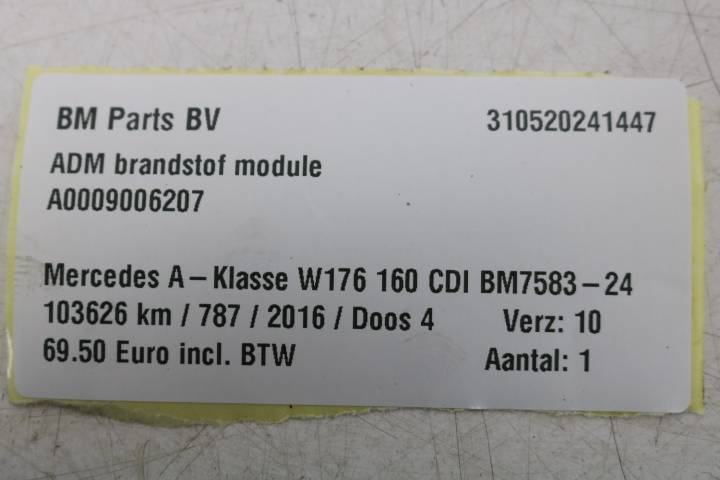 BM Parts BV 310520241447
ADM brandstof module
A0009006207
Mercedes A-Klasse W176 160 CDI BM7583-24
103626 km / 787 / 2016 / Doos 4 Verz: 10
69.50 Euro incl. BTW Aantal: 1